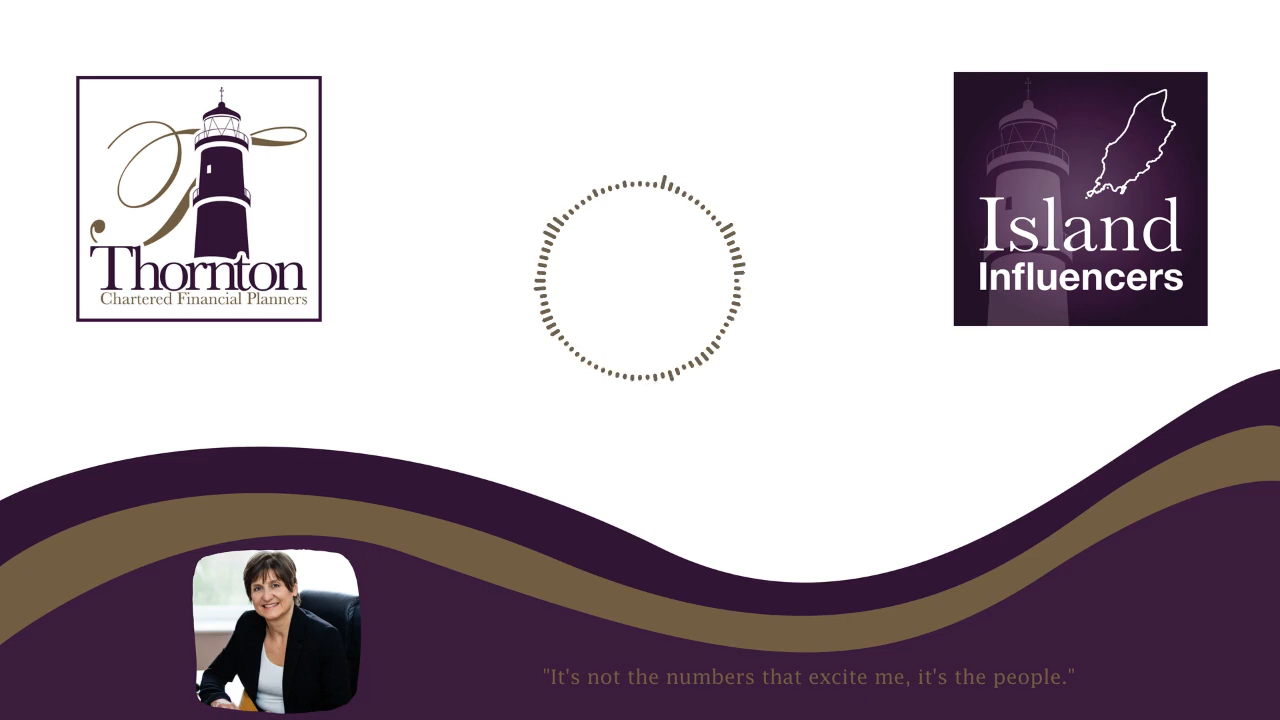 Thornton
Chartered Financial Planners
Island
Influencers
"It's not the numbers that excite me, it's the people."